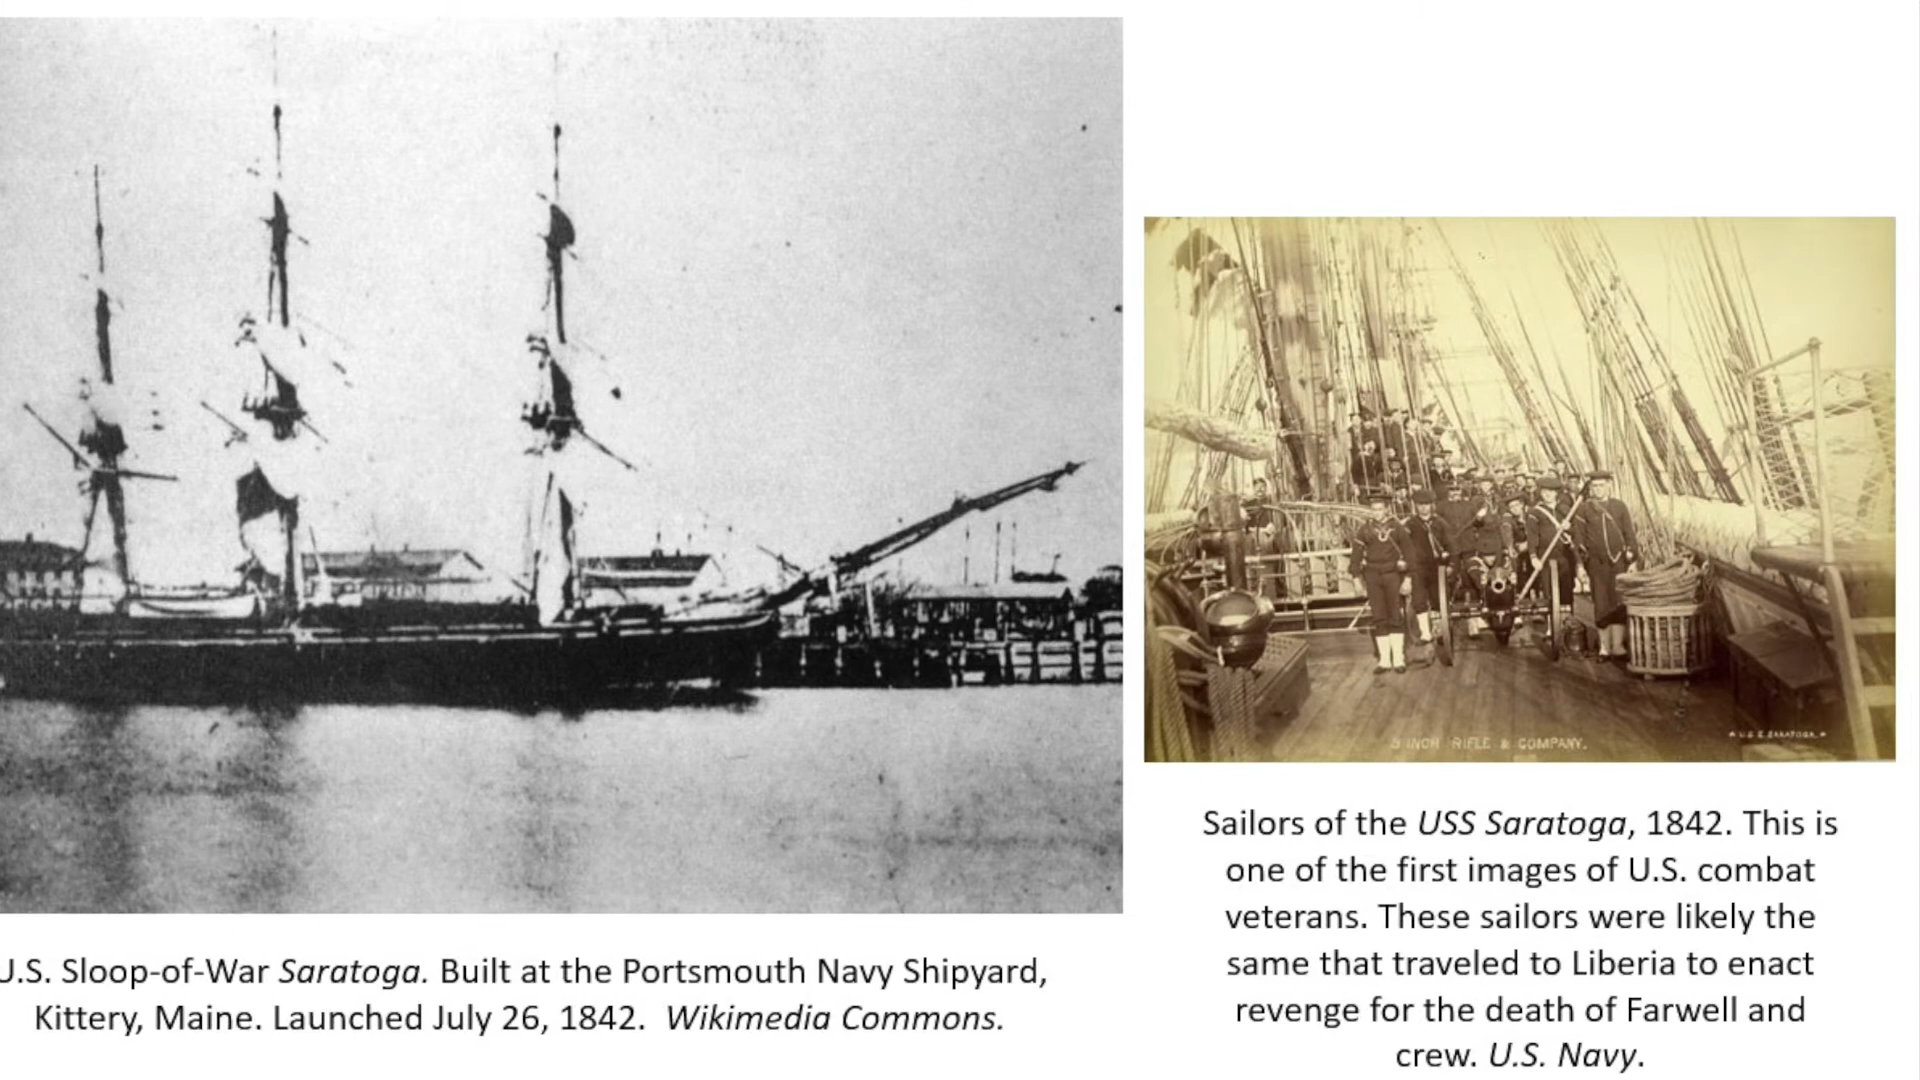 3 INCH RIFLE & COMPANY.
U.S.S. SARATOGA.
U.S. Sloop-of-War Saratoga. Built at the Portsmouth Navy Shipyard,
Kittery, Maine. Launched July 26, 1842. Wikimedia Commons.
Sailors of the USS Saratoga, 1842. This is
one of the first images of U.S. combat
veterans. These sailors were likely the
same that traveled to Liberia to enact
revenge for the death of Farwell and
crew. U.S. Navy.